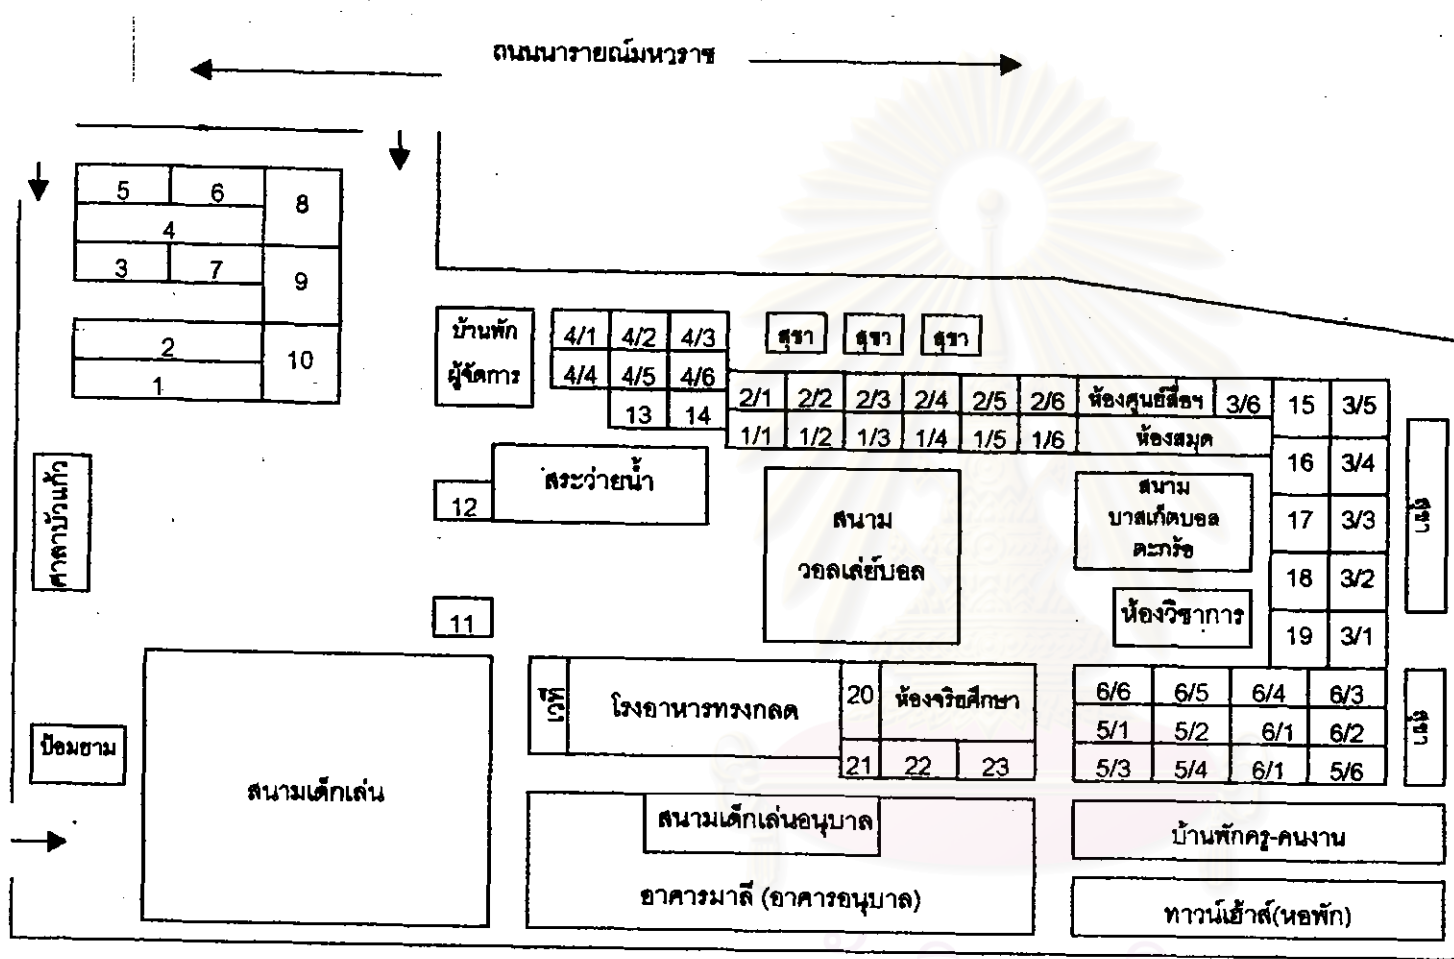 ถนนนารายณ์มหาราช
5 6 8
4
3 7 9
2 10
1
บ้านพัก
ผู้จัดการ
4/1 4/2 4/3
4/4 4/5 4/6
13 14
สุขา สุขา สุขา
2/1 2/2 2/3 2/4 2/5 2/6 ห้องศูนย์สื่อฯ 3/6 15 3/5
1/1 1/2 1/3 1/4 1/5 1/6 ห้องสมุด
16 3/4
17 3/3
18 3/2
19 3/1
สุขา
ศาลาบัวแก้ว
12 สระว่ายน้ำ
สนาม
วอลเล่ย์บอล
สนาม
บาสเก็ตบอล
ตะกร้อ
ห้องวิชาการ
11
ป้อมยาม
สนามเด็กเล่น
เวที โรงอาหารทรงกลด 20 ห้องจริยศึกษา
21 22 23
6/6 6/5 6/4 6/3
5/1 5/2 6/1 6/2
5/3 5/4 6/1 5/6
สุขา
สนามเด็กเล่นอนุบาล
อาคารมาลี (อาคารอนุบาล)
บ้านพักครู-คนงาน
ทาวน์เฮ้าส์(หอพัก)